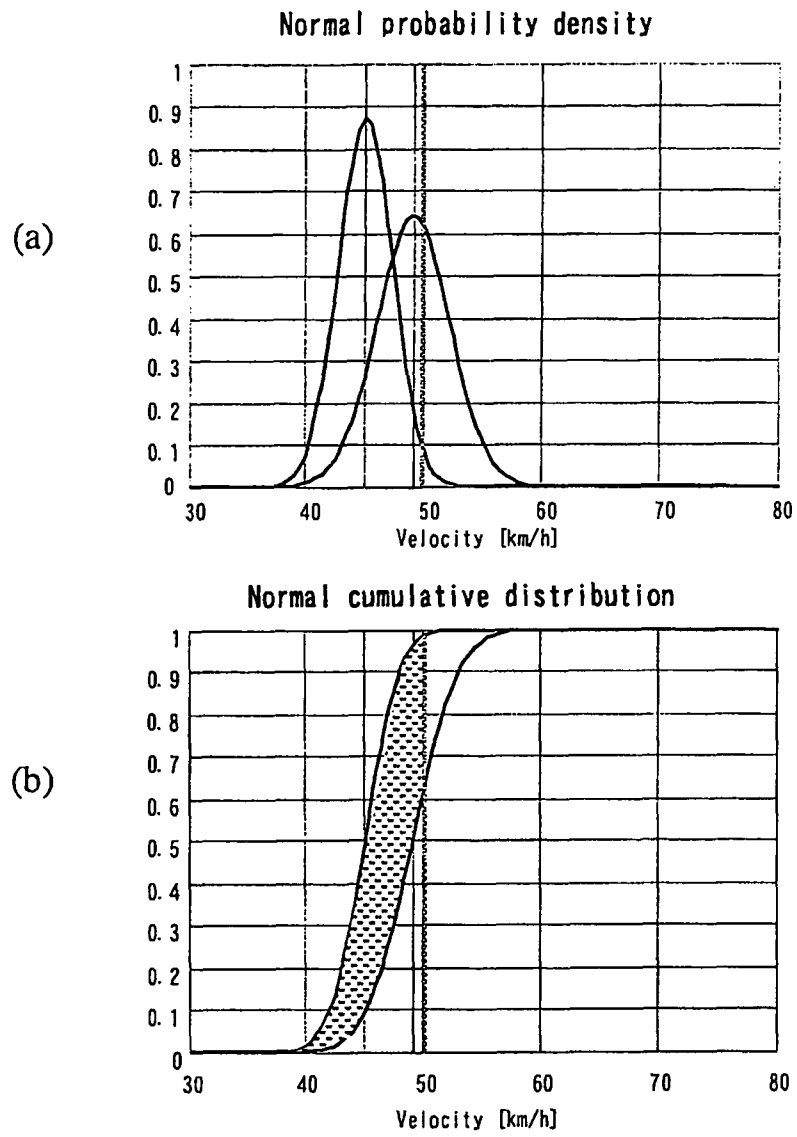 Normal probability density
(a)
1
0.9
0.8
0.7
0.6
0.5
0.4
0.3
0.2
0.1
0
30 40 50 60 70 80
Velocity [km/h]
Normal cumulative distribution
(b)
1
0.9
0.8
0.7
0.6
0.5
0.4
0.3
0.2
0.1
0
30 40 50 60 70 80
Velocity [km/h]